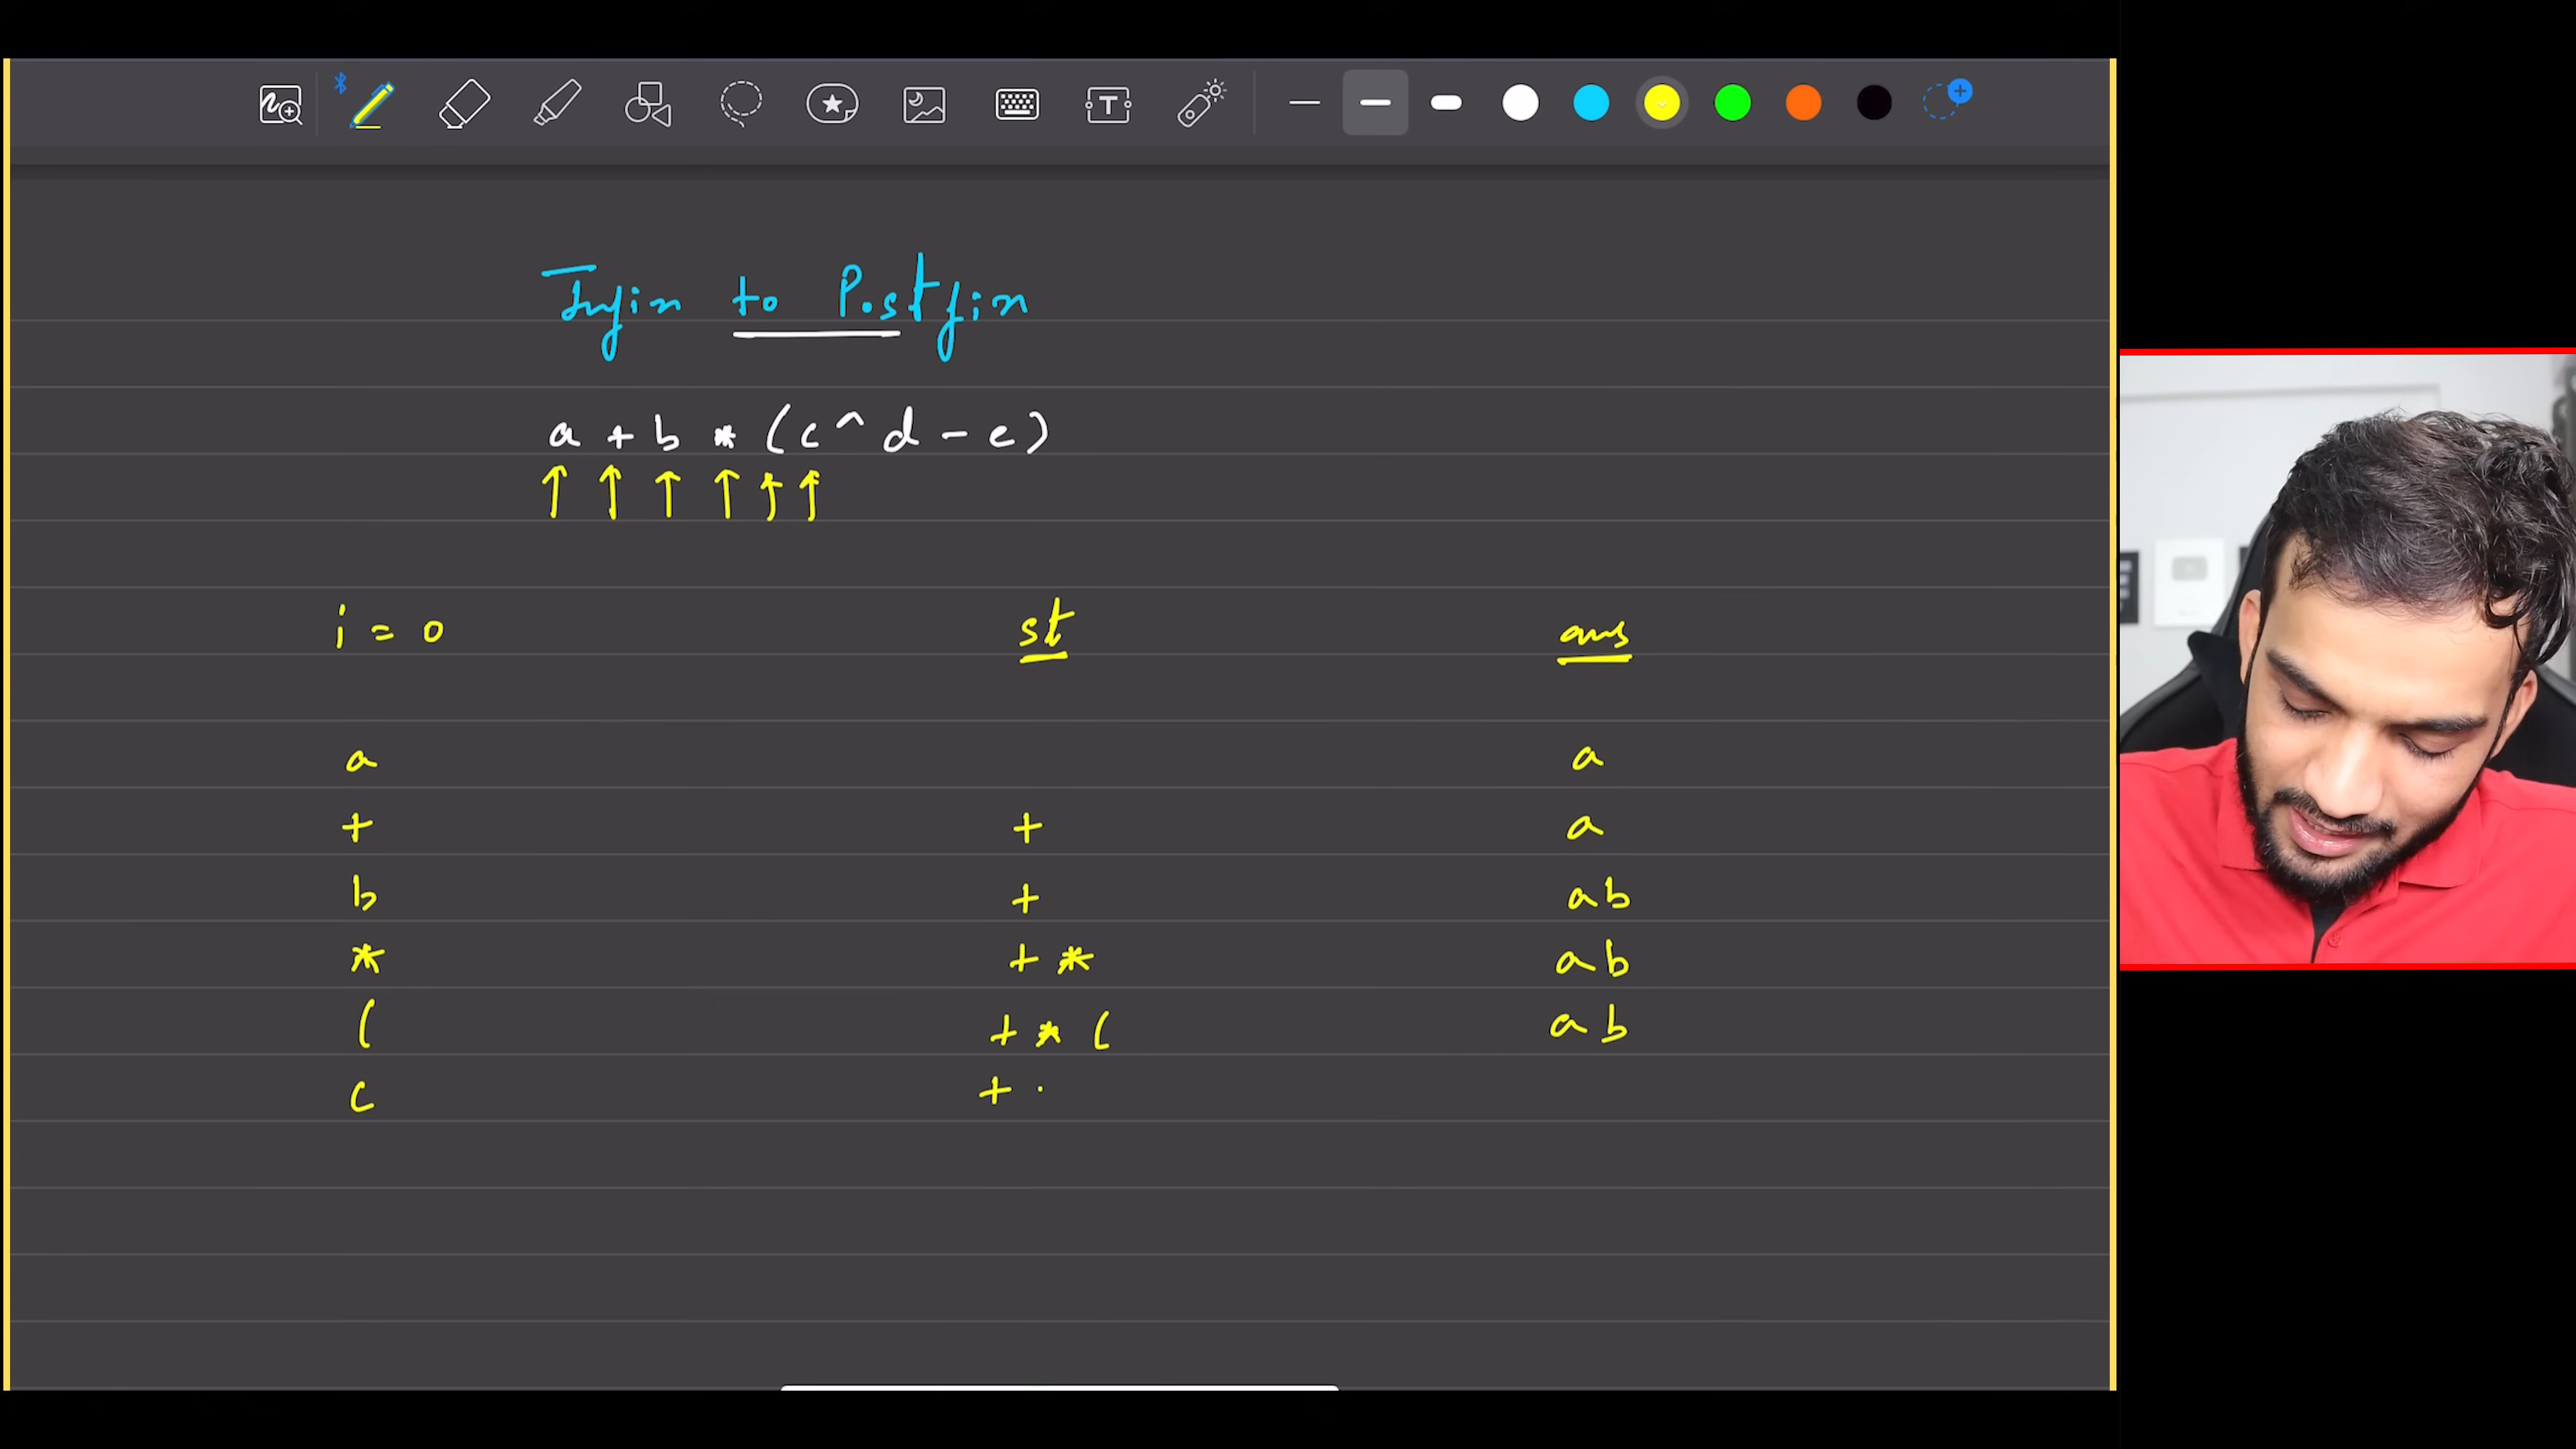 Infix to Postfix
a + b * (c ^ d - e)
↑ ↑ ↑ ↑ ↑ ↑
i = 0 st ans
a a
+ + a
b + ab
* + * ab
( + * ( ab
c + ·